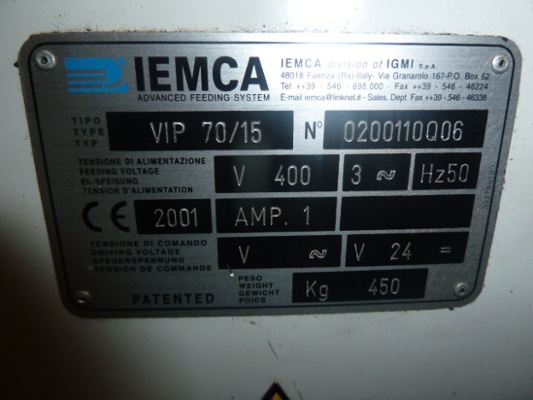 IEMCA
ADVANCED FEEDING SYSTEM
IEMCA division of IGMI S.p.A.
48018 Faenza (Ra)-Italy- Via Granarolo 167-P.O. Box 62
Tel ++39 - 546 - 698.000 - Fax ++39 - 546 - 46224
E-mail iemca@linknet.it - Sales. Dept Fax ++39 - 546 - 46338
TIPO
TYPE
TYP
VIP 70/15 N° 0200110006
TENSIONE DI ALIMENTAZIONE
FEEDING VOLTAGE
EL-SPEISUNG
TENSION D'ALIMENTATION
V 400 3 ~ Hz50
CE 2001 AMP. 1
TENSIONE DI COMANDO
DRIVING VOLTAGE
STEUERSPANNUNG
TENSION DE COMMANDE
V ~ V 24 =
PATENTED
PESO
WEIGHT
GEWICHT
POIDS
Kg 450